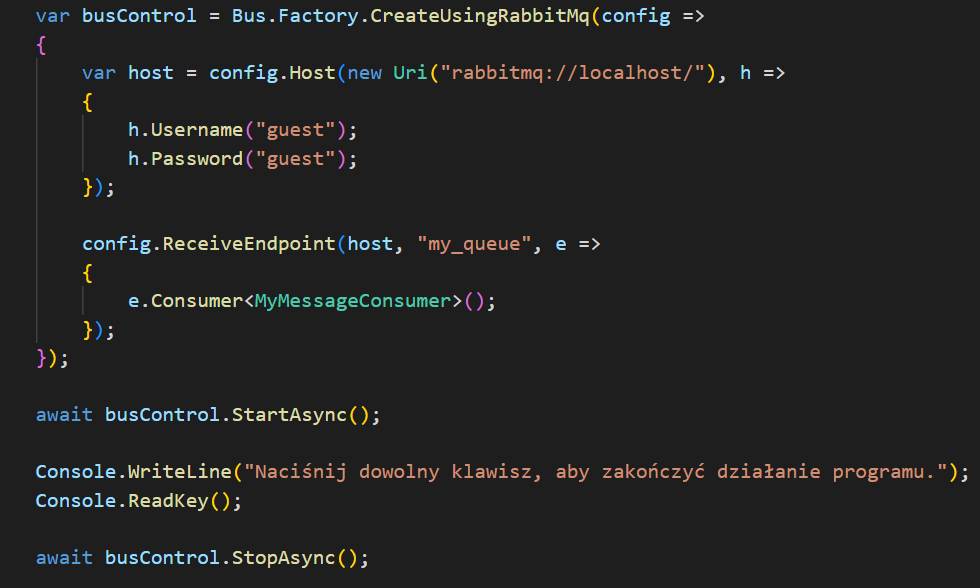 var busControl = Bus.Factory.CreateUsingRabbitMq(config =>
{
    var host = config.Host(new Uri("rabbitmq://localhost/"), h =>
    {
        h.Username("guest");
        h.Password("guest");
    });

    config.ReceiveEndpoint(host, "my_queue", e =>
    {
        e.Consumer<MyMessageConsumer>();
    });
});

await busControl.StartAsync();

Console.WriteLine("Naciśnij dowolny klawisz, aby zakończyć działanie programu.");
Console.ReadKey();

await busControl.StopAsync();